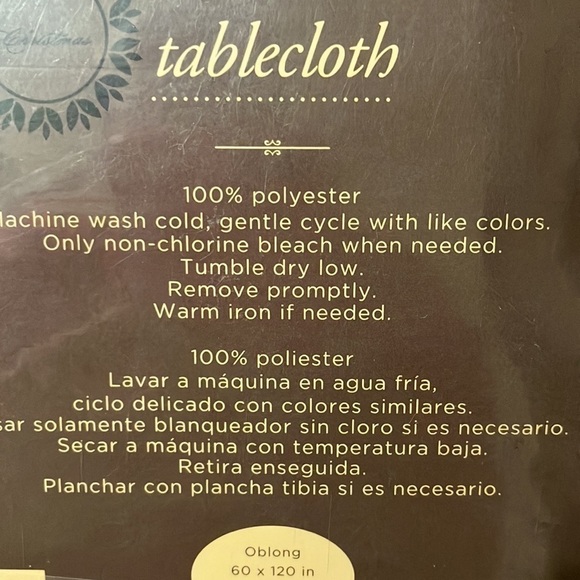 Christmas
tablecloth
100% polyester
Machine wash cold, gentle cycle with like colors.
Only non-chlorine bleach when needed.
Tumble dry low.
Remove promptly.
Warm iron if needed.
100% poliester
Lavar a máquina en agua fría,
ciclo delicado con colores similares.
sar solamente blanqueador sin cloro si es necesario.
Secar a máquina con temperatura baja.
Retira enseguida.
Planchar con plancha tibia si es necesario.
Oblong
60 x 120 in